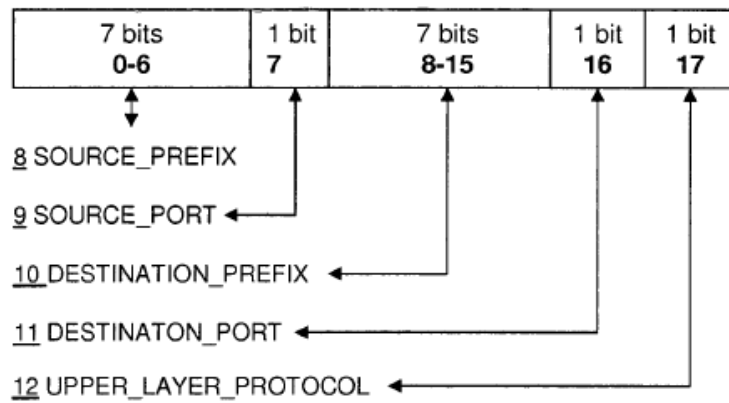 7 bits 1 bit 7 bits 1 bit 1 bit
0-6 7 8-15 16 17
8 SOURCE_PREFIX
9 SOURCE_PORT
10 DESTINATION_PREFIX
11 DESTINATON_PORT
12 UPPER_LAYER_PROTOCOL